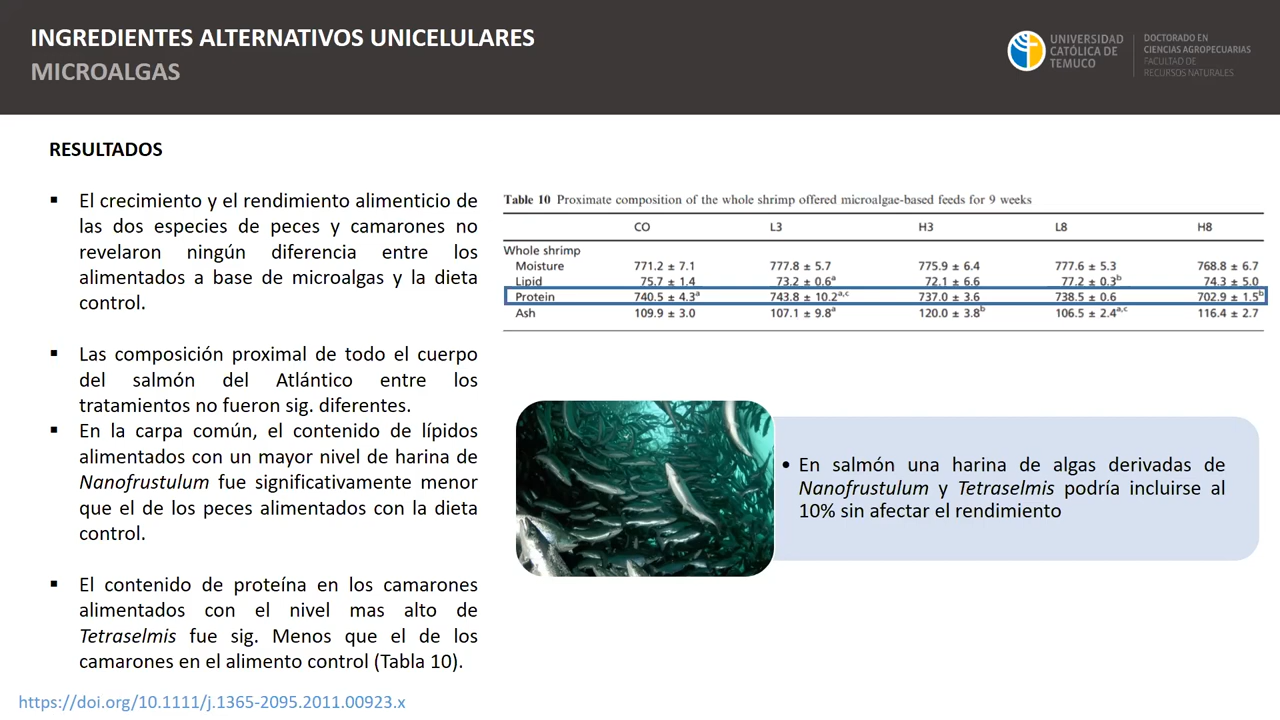 INGREDIENTES ALTERNATIVOS UNICELULARES
MICROALGAS
UNIVERSIDAD
CATÓLICA DE
TEMUCO
DOCTORADO EN
CIENCIAS AGROPECUARIAS
FACULTAD DE
RECURSOS NATURALES
RESULTADOS
▪ El crecimiento y el rendimiento alimenticio de
las dos especies de peces y camarones no
revelaron ningún diferencia entre los
alimentados a base de microalgas y la dieta
control.
▪ Las composición proximal de todo el cuerpo
del salmón del Atlántico entre los
tratamientos no fueron sig. diferentes.
▪ En la carpa común, el contenido de lípidos
alimentados con un mayor nivel de harina de
Nanofrustulum fue significativamente menor
que el de los peces alimentados con la dieta
control.
▪ El contenido de proteína en los camarones
alimentados con el nivel mas alto de
Tetraselmis fue sig. Menos que el de los
camarones en el alimento control (Tabla 10).
Table 10 Proximate composition of the whole shrimp offered microalgae-based feeds for 9 weeks
CO L3 H3 L8 H8
Whole shrimp
Moisture 771.2 ± 7.1 777.8 ± 5.7 775.9 ± 6.4 777.6 ± 5.3 768.8 ± 6.7
Lipid 75.7 ± 1.4 73.2 ± 0.6ᵃ 72.1 ± 6.6 77.2 ± 0.3ᵇ 74.3 ± 5.0
Protein 740.5 ± 4.3ᵃ 743.8 ± 10.2ᵃ,ᶜ 737.0 ± 3.6 738.5 ± 0.6 702.9 ± 1.5ᵇ
Ash 109.9 ± 3.0 107.1 ± 9.8ᵃ 120.0 ± 3.8ᵇ 106.5 ± 2.4ᵃ,ᶜ 116.4 ± 2.7
• En salmón una harina de algas derivadas de
Nanofrustulum y Tetraselmis podría incluirse al
10% sin afectar el rendimiento
https://doi.org/10.1111/j.1365-2095.2011.00923.x